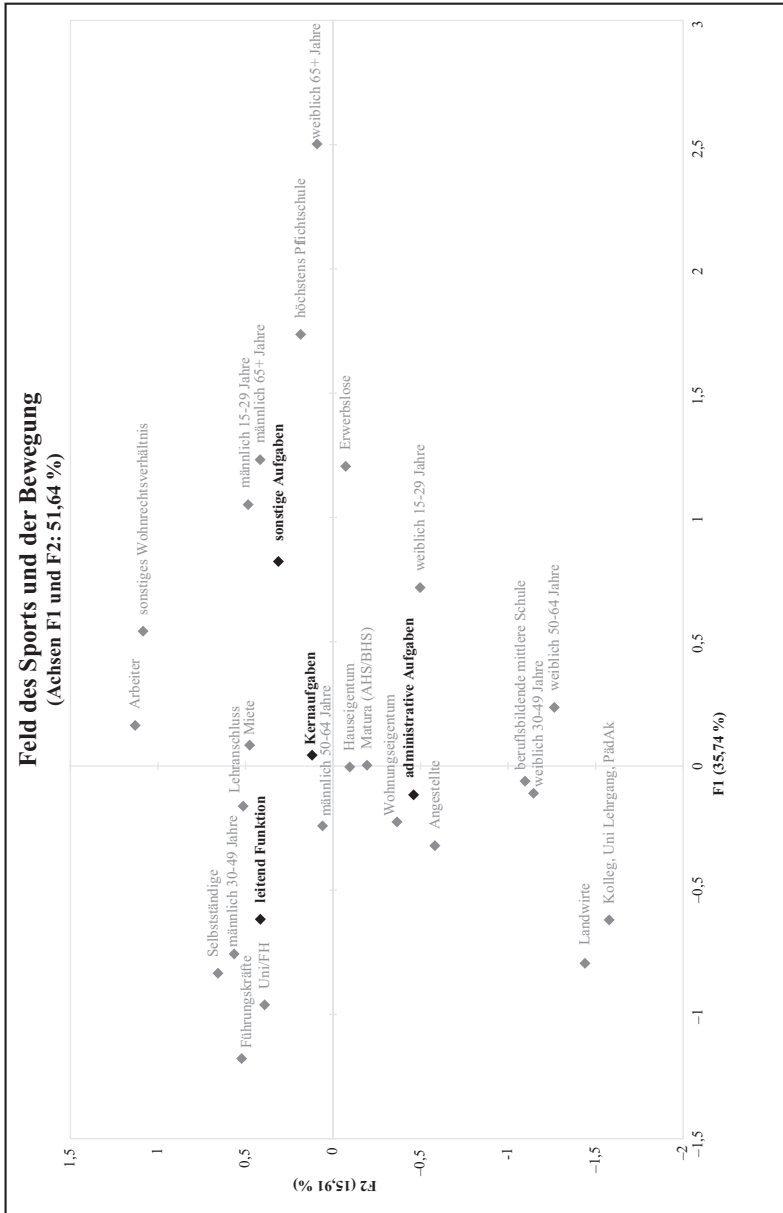 Feld des Sports und der Bewegung
(Achsen F1 und F2: 51,64 %)
F2 (15,91 %)
1,5
1
0,5
0
−0,5
−1
−1,5
−2
Arbeiter
sonstiges Wohnrechtsverhältnis
Selbstständige
männlich 30-49 Jahre
Führungskräfte
Lehranschluss
Miete
männlich 15-29 Jahre
männlich 65+ Jahre
leitend Funktion
Uni/FH
sonstige Aufgaben
höchstens Pflichtschule
Kernaufgaben
weiblich 65+ Jahre
männlich 50-64 Jahre
Erwerbslose
Hauseigentum
Matura (AHS/BHS)
Wohnungseigentum
administrative Aufgaben
weiblich 15-29 Jahre
Angestellte
beruflsbildende mittlere Schule
weiblich 30-49 Jahre
weiblich 50-64 Jahre
Landwirte
Kolleg, Uni Lehrgang, PädAk
−1,5
−1
−0,5
0
0,5
1
1,5
2
2,5
3
F1 (35,74 %)